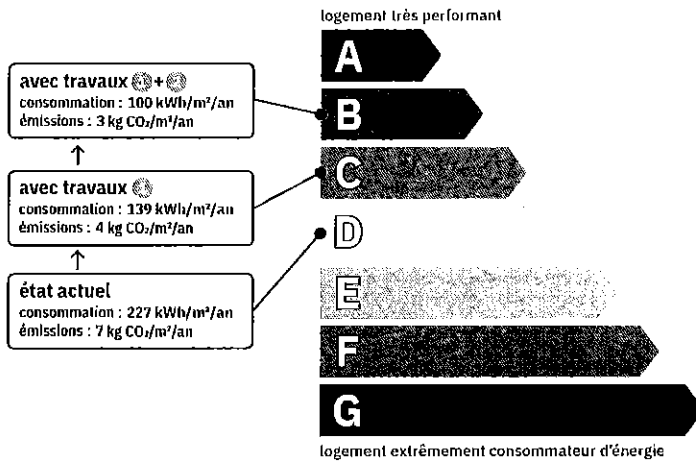 logement très performant
A
avec travaux +
consommation : 100 kWh/m²/an
émissions : 3 kg CO₂/m²/an
B
avec travaux
consommation : 139 kWh/m²/an
émissions : 4 kg CO₂/m²/an
C
D
état actuel
consommation : 227 kWh/m²/an
émissions : 7 kg CO₂/m²/an
E
F
G
logement extrêmement consommateur d'énergie